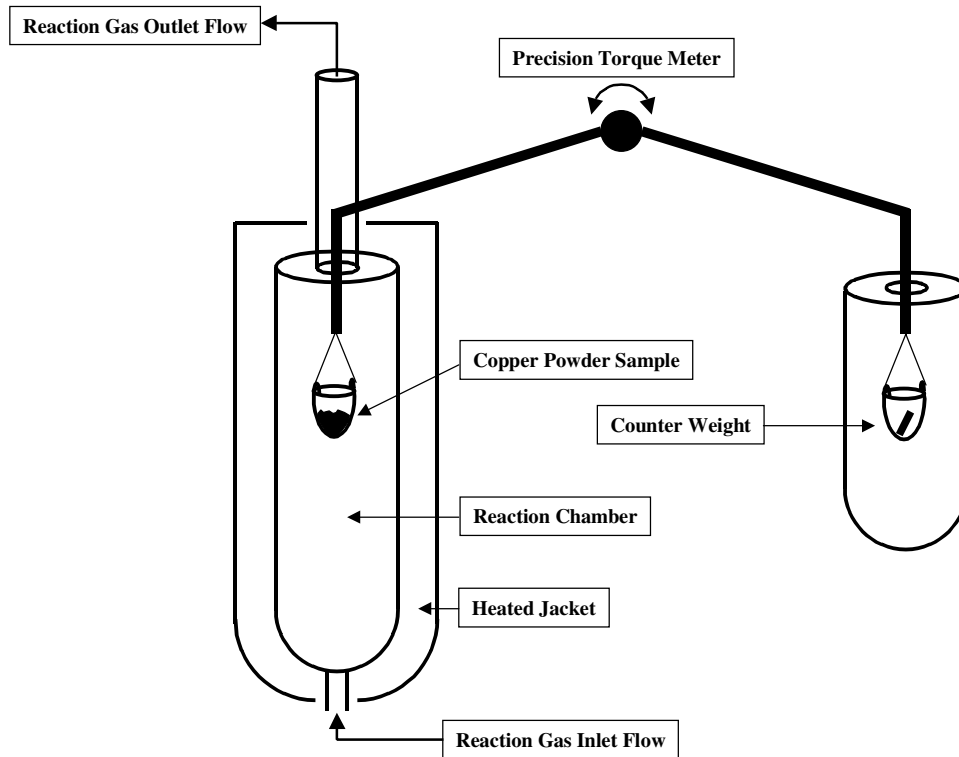 Reaction Gas Outlet Flow
Precision Torque Meter
Copper Powder Sample
Counter Weight
Reaction Chamber
Heated Jacket
Reaction Gas Inlet Flow